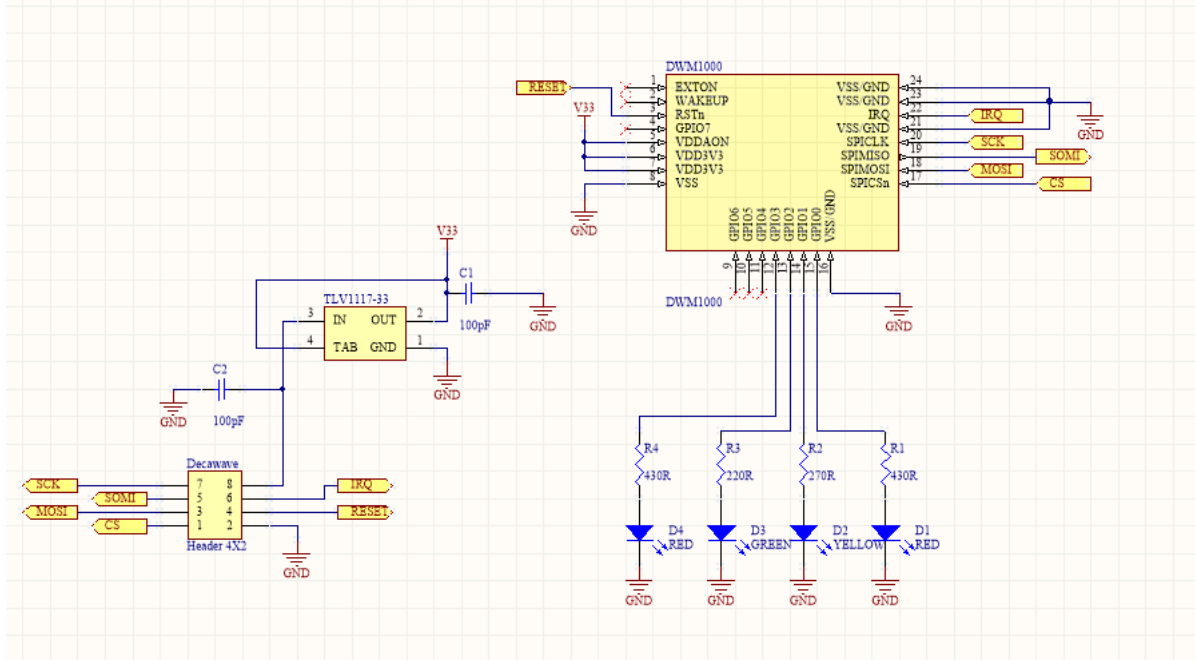 DWM1000
RESET
1 EXTON VSS/GND 24
2 WAKEUP VSS/GND 23
V33
3 RSTn IRQ 22 IRQ
4 GPIO7 VSS/GND 21
GND
5 VDDAON SPICLK 20 SCK
6 VDD3V3 SPIMISO 19 SOMI
7 VDD3V3 SPIMOSI 18 MOSI
8 VSS SPICSn 17 CS
GND
GPIO6 GPIO5 GPIO4 GPIO3 GPIO2 GPIO1 GPIO0 VSS/GND
9 10 11 12 13 14 15 16
DWM1000
GND
V33
C1
100pF
GND
TLV1117-33
3 IN OUT 2
4 TAB GND 1
GND
C2
100pF
GND
R4
430R
R3
220R
R2
270R
R1
430R
Decawave
SCK 7 8
SOMI 5 6 IRQ
MOSI 3 4 RESET
CS 1 2
Header 4X2
GND
D4
RED
D3
GREEN
D2
YELLOW
D1
RED
GND GND GND GND